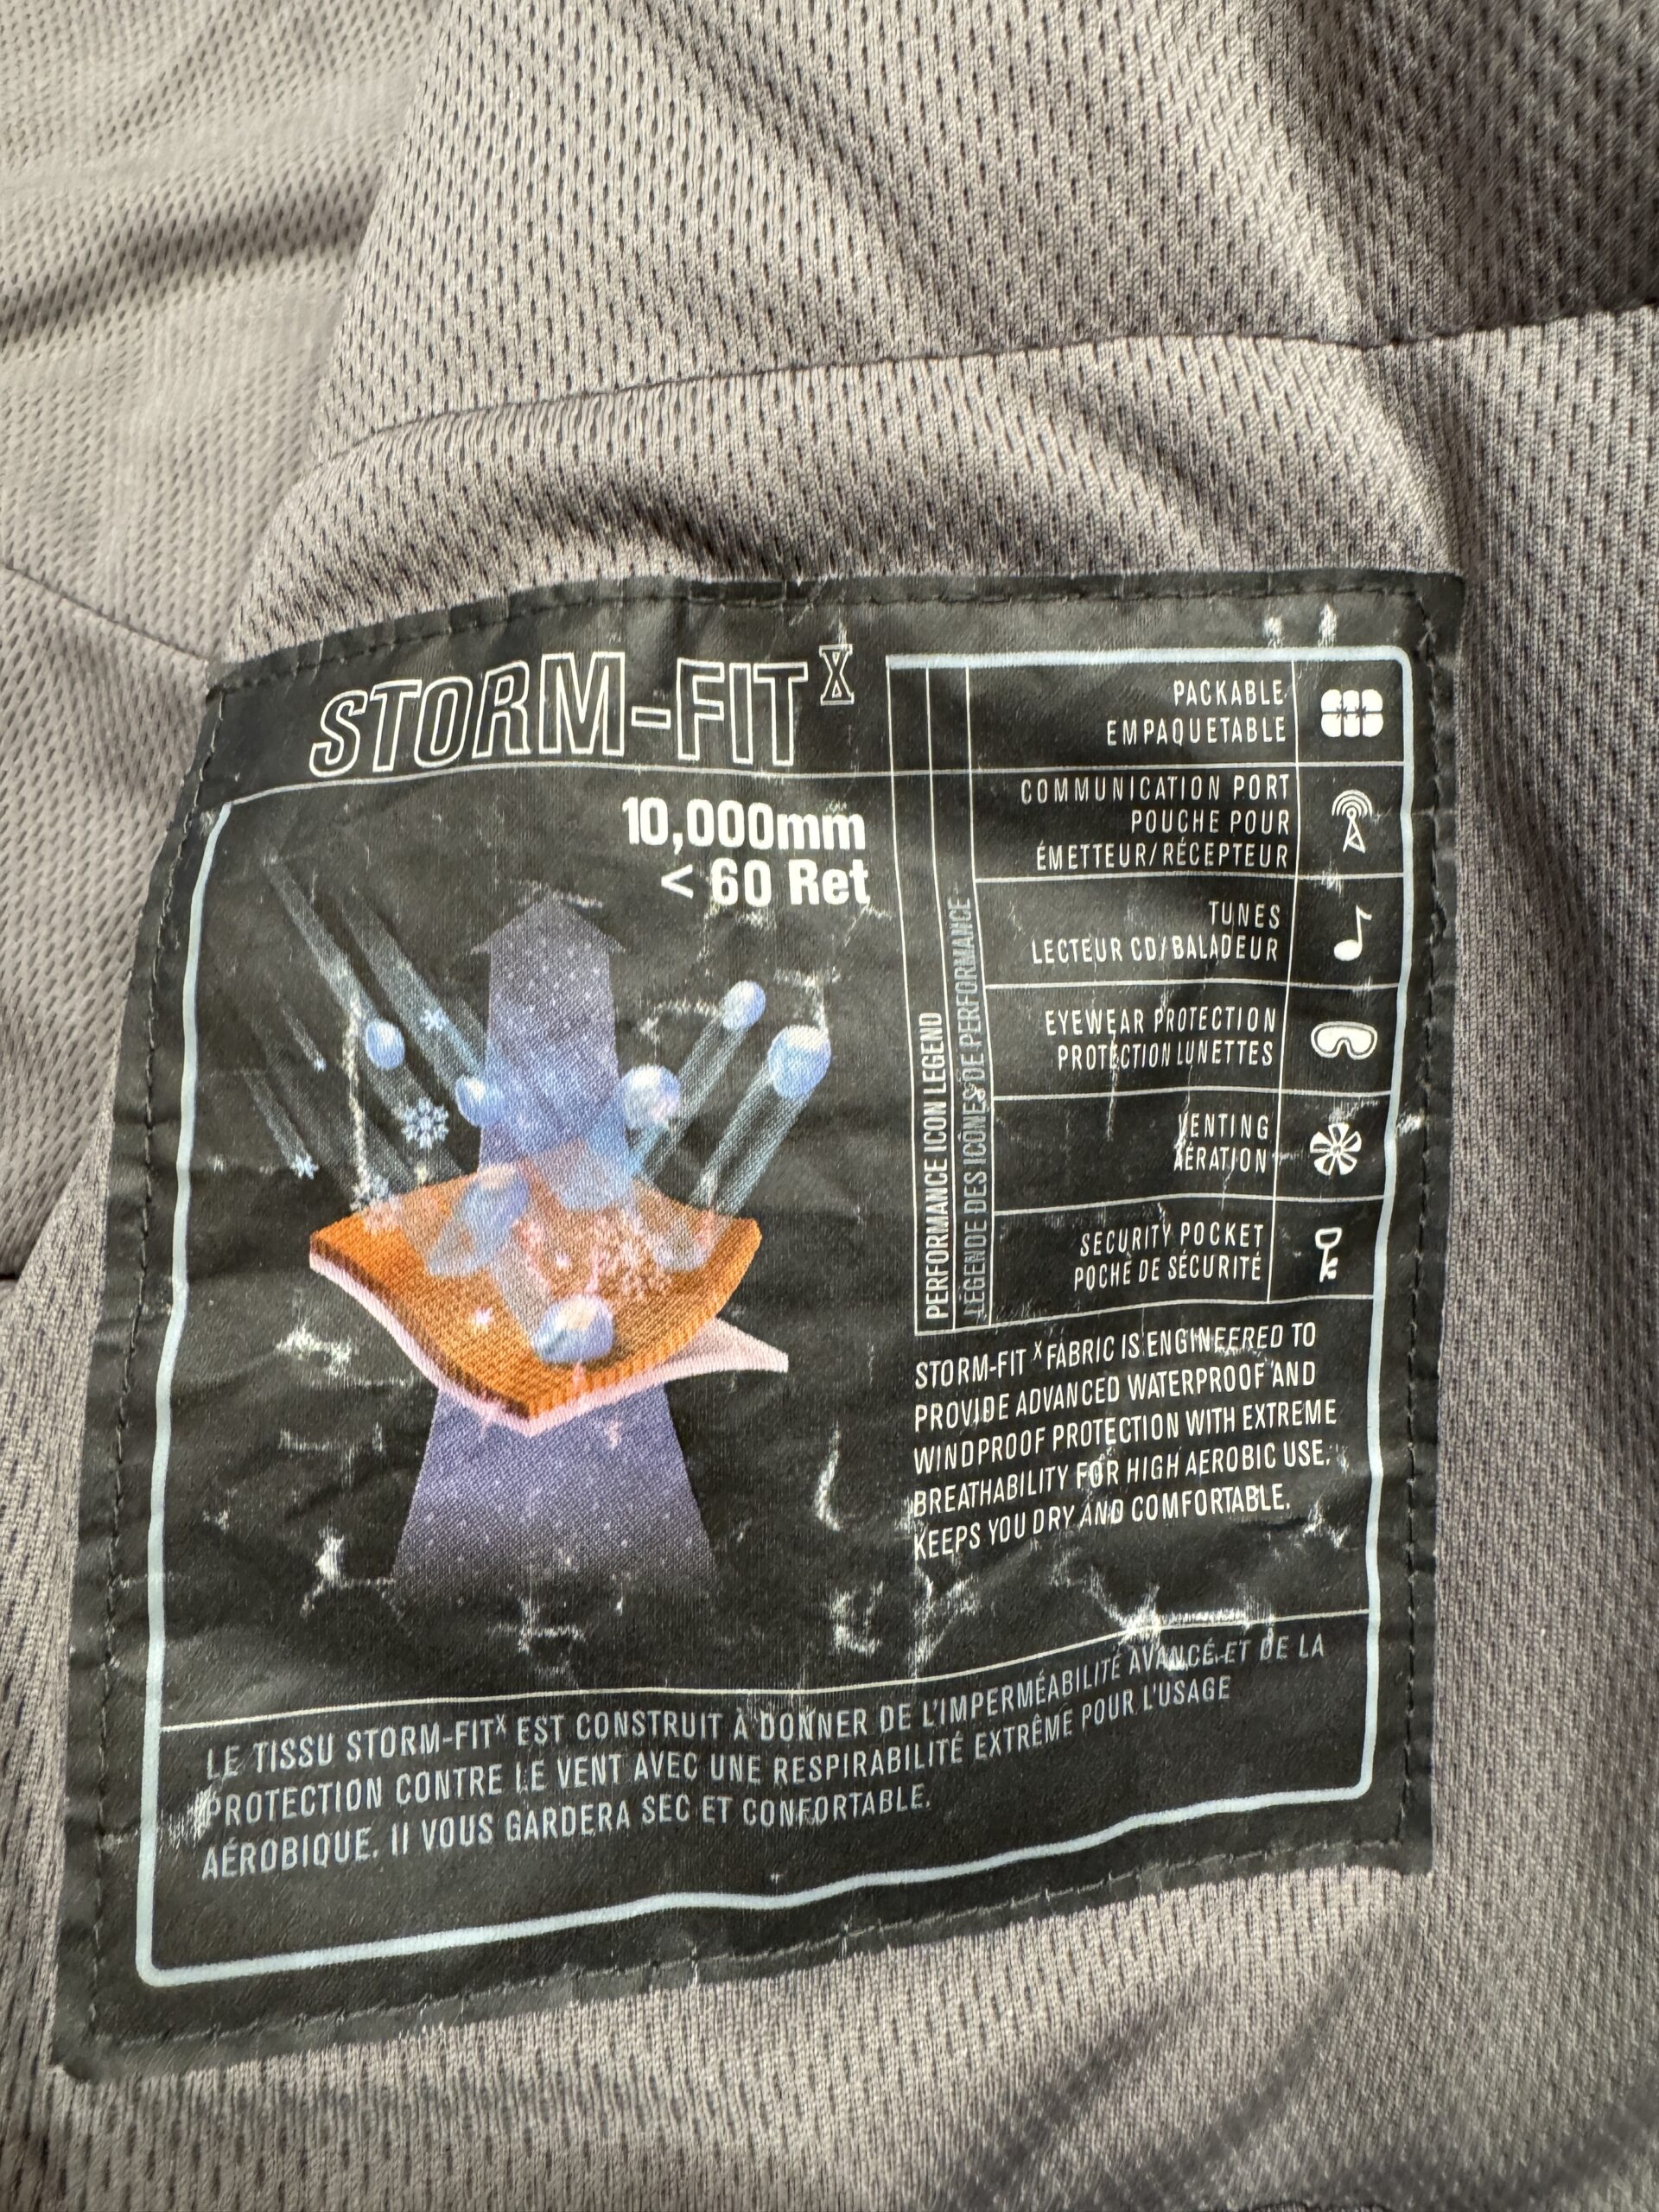 STORM-FIT X
10,000mm
< 60 Ret
PERFORMANCE ICON LEGEND
LÉGENDE DES ICÔNES DE PERFORMANCE
PACKABLE
EMPAQUETABLE
COMMUNICATION PORT
POUCHE POUR
ÉMETTEUR/RÉCEPTEUR
TUNES
LECTEUR CD/BALADEUR
EYEWEAR PROTECTION
PROTECTION LUNETTES
VENTING
AÉRATION
SECURITY POCKET
POCHE DE SÉCURITÉ
STORM-FIT X FABRIC IS ENGINEERED TO
PROVIDE ADVANCED WATERPROOF AND
WINDPROOF PROTECTION WITH EXTREME
BREATHABILITY FOR HIGH AEROBIC USE.
KEEPS YOU DRY AND COMFORTABLE.
LE TISSU STORM-FITX EST CONSTRUIT À DONNER DE L'IMPERMÉABILITÉ AVANCÉ ET DE LA
PROTECTION CONTRE LE VENT AVEC UNE RESPIRABILITÉ EXTRÊME POUR L'USAGE
AÉROBIQUE. Il VOUS GARDERA SEC ET CONFORTABLE.